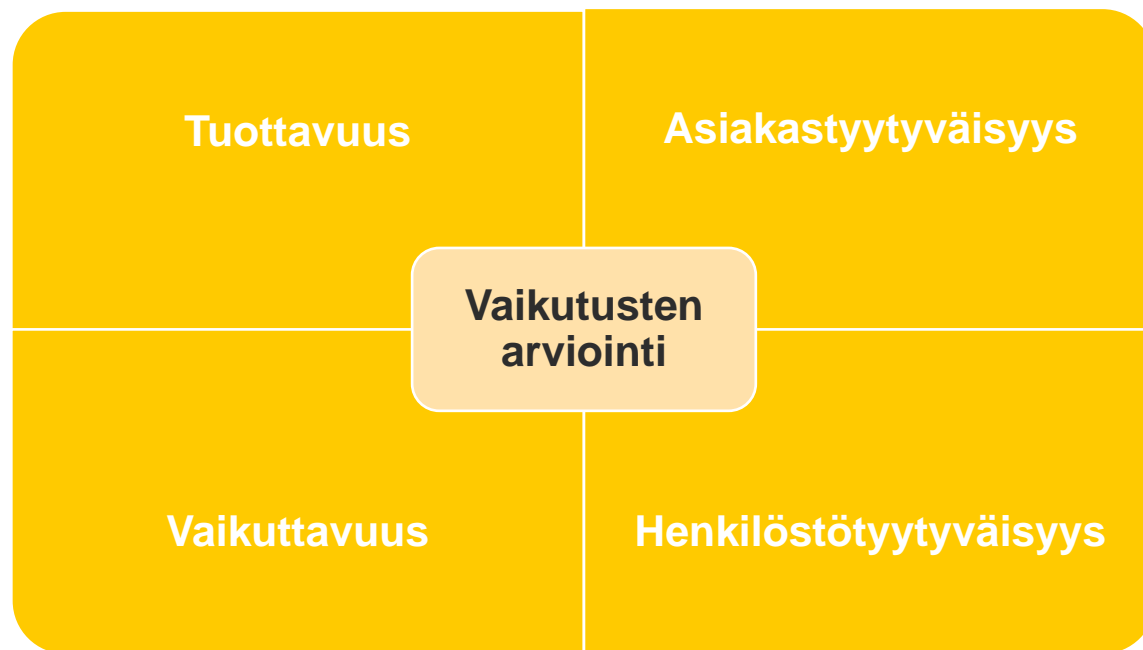 Tuottavuus
Asiakastyytyväisyys
Vaikutusten
arviointi
Vaikuttavuus
Henkilöstötyytyväisyys